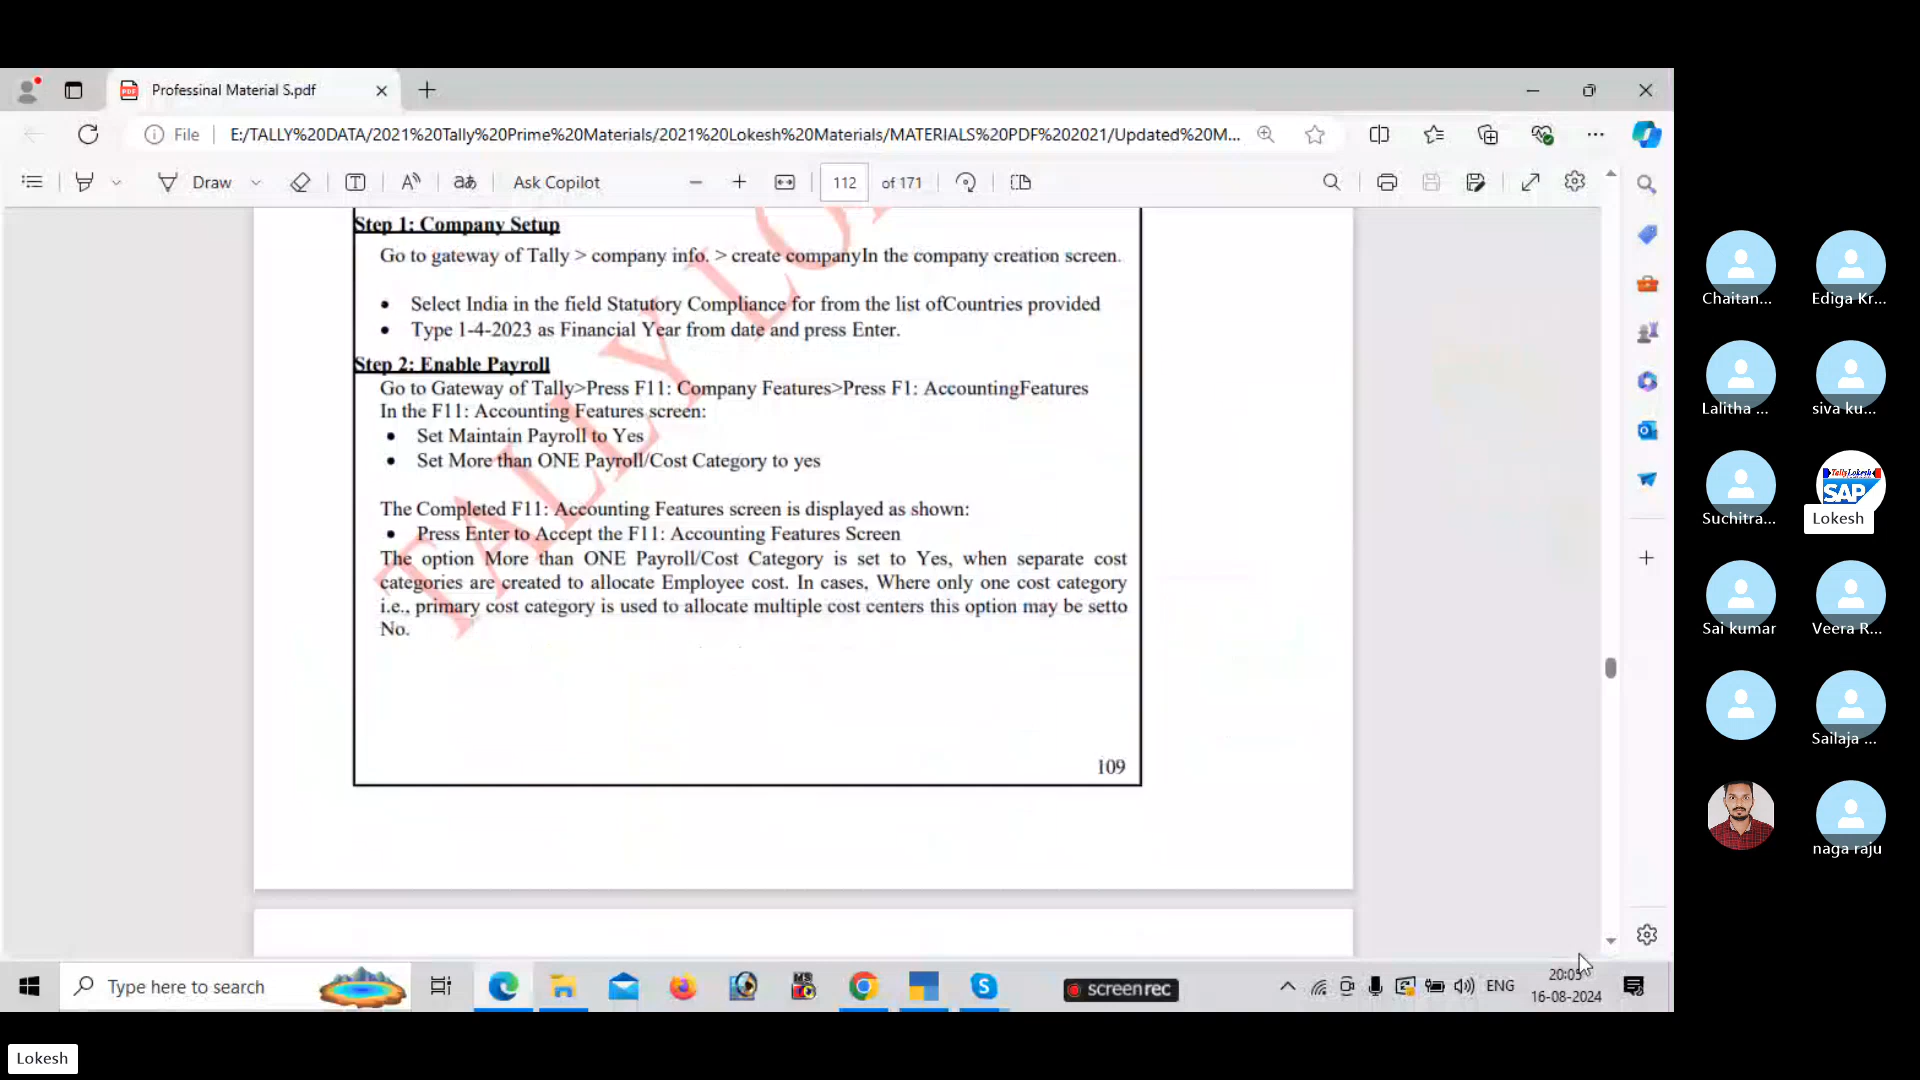 Professinal Material S.pdf
File
E:/TALLY%20DATA/2021%20Tally%20Prime%20Materials/2021%20Lokesh%20Materials/MATERIALS%20PDF%202021/Updated%20M...
Draw
Ask Copilot
112 of 171
Step 1: Company Setup
Go to gateway of Tally > company info. > create companyIn the company creation screen.
• Select India in the field Statutory Compliance for from the list ofCountries provided
• Type 1-4-2023 as Financial Year from date and press Enter.
Step 2: Enable Payroll
Go to Gateway of Tally>Press F11: Company Features>Press F1: AccountingFeatures
In the F11: Accounting Features screen:
• Set Maintain Payroll to Yes
• Set More than ONE Payroll/Cost Category to yes
The Completed F11: Accounting Features screen is displayed as shown:
• Press Enter to Accept the F11: Accounting Features Screen
The option More than ONE Payroll/Cost Category is set to Yes, when separate cost
categories are created to allocate Employee cost. In cases, Where only one cost category
i.e., primary cost category is used to allocate multiple cost centers this option may be setto
No.
109
TALLY LO
Chaitan...
Ediga Kr...
Lalitha ...
siva ku...
Suchitra...
TallyLokesh
SAP
Lokesh
Sai kumar
Veera R...
Sailaja ...
naga raju
Type here to search
MS
S
screenrec
ENG
20:05
16-08-2024
Lokesh